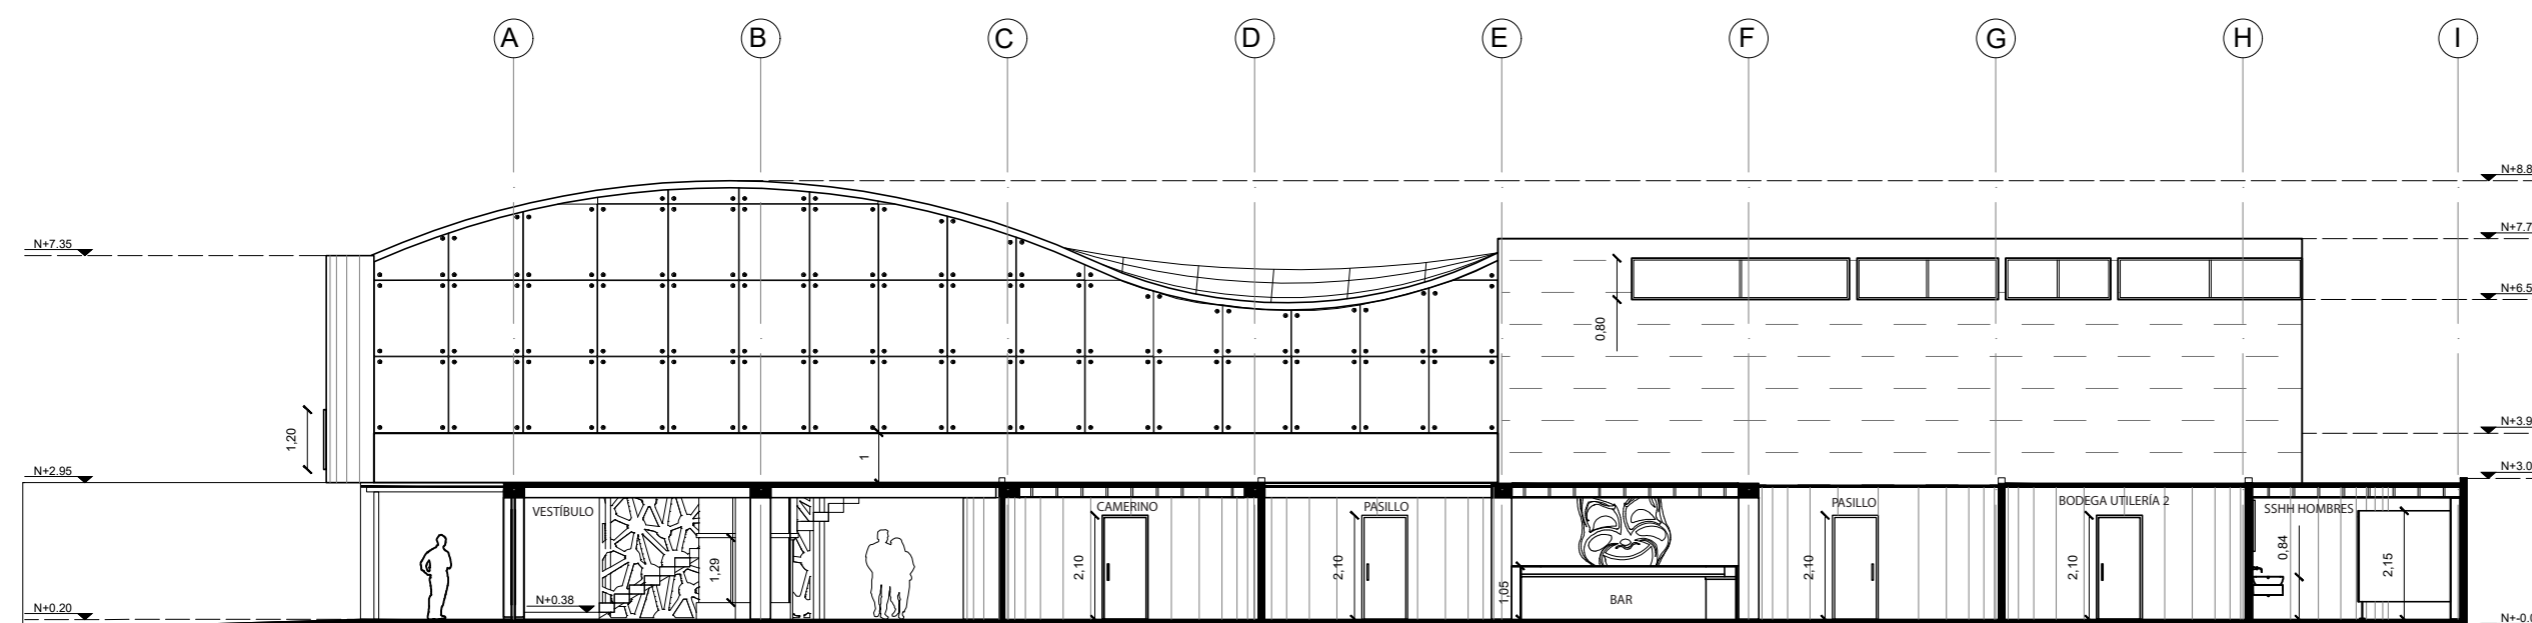 A B C D E F G H I
N+8.8
N+7.7
N+7.35
N+6.5
0,80
N+3.9
1,20
1
N+2.95
N+3.0
VESTÍBULO
CAMERINO
PASILLO
PASILLO
BODEGA UTILERÍA 2
SSHH HOMBRES
1,29
2,10
2,10
1,05
2,10
2,10
0,84
2,15
N+0.38
BAR
N+0.20
N+-0.0